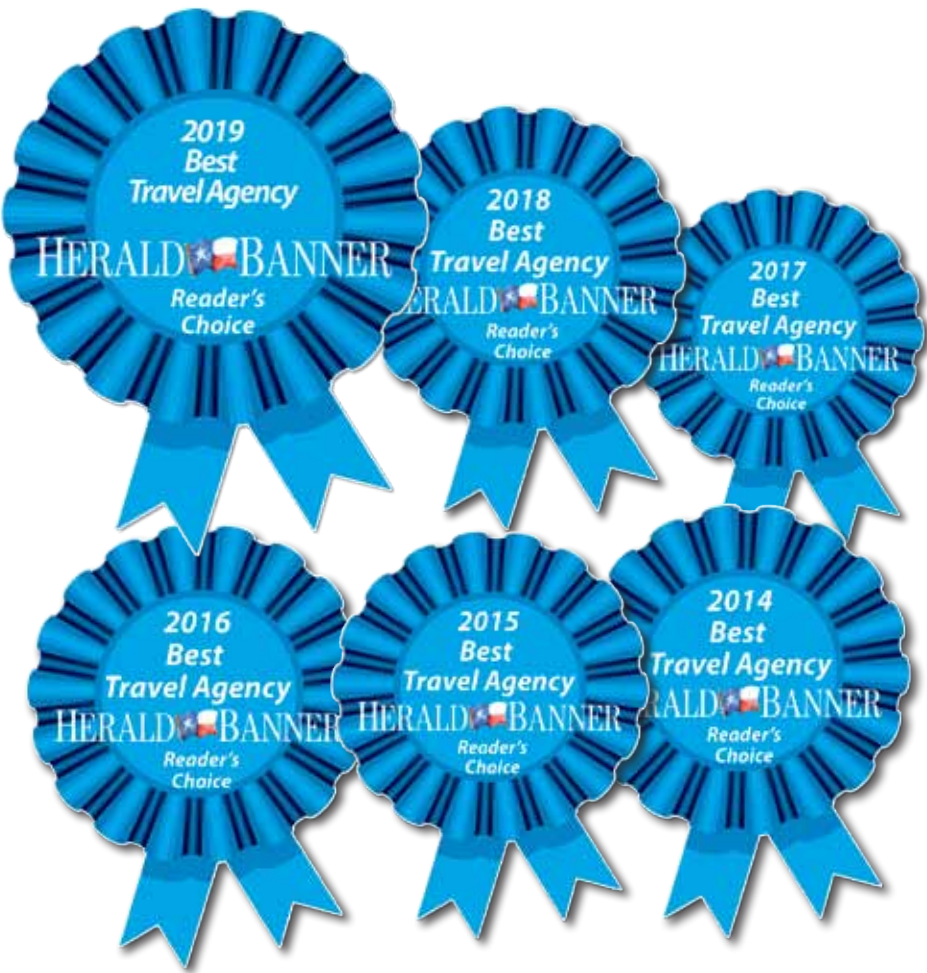 2019
Best
Travel Agency
HERALD BANNER
Reader's
Choice
2018
Best
Travel Agency
ERALD BANNER
Reader's
Choice
2017
Best
Travel Agency
HERALD BANNER
Reader's
Choice
2016
Best
Travel Agency
HERALD BANNER
Reader's
Choice
2015
Best
Travel Agency
HERALD BANNER
Reader's
Choice
2014
Best
Travel Agency
RALD BANNER
Reader's
Choice